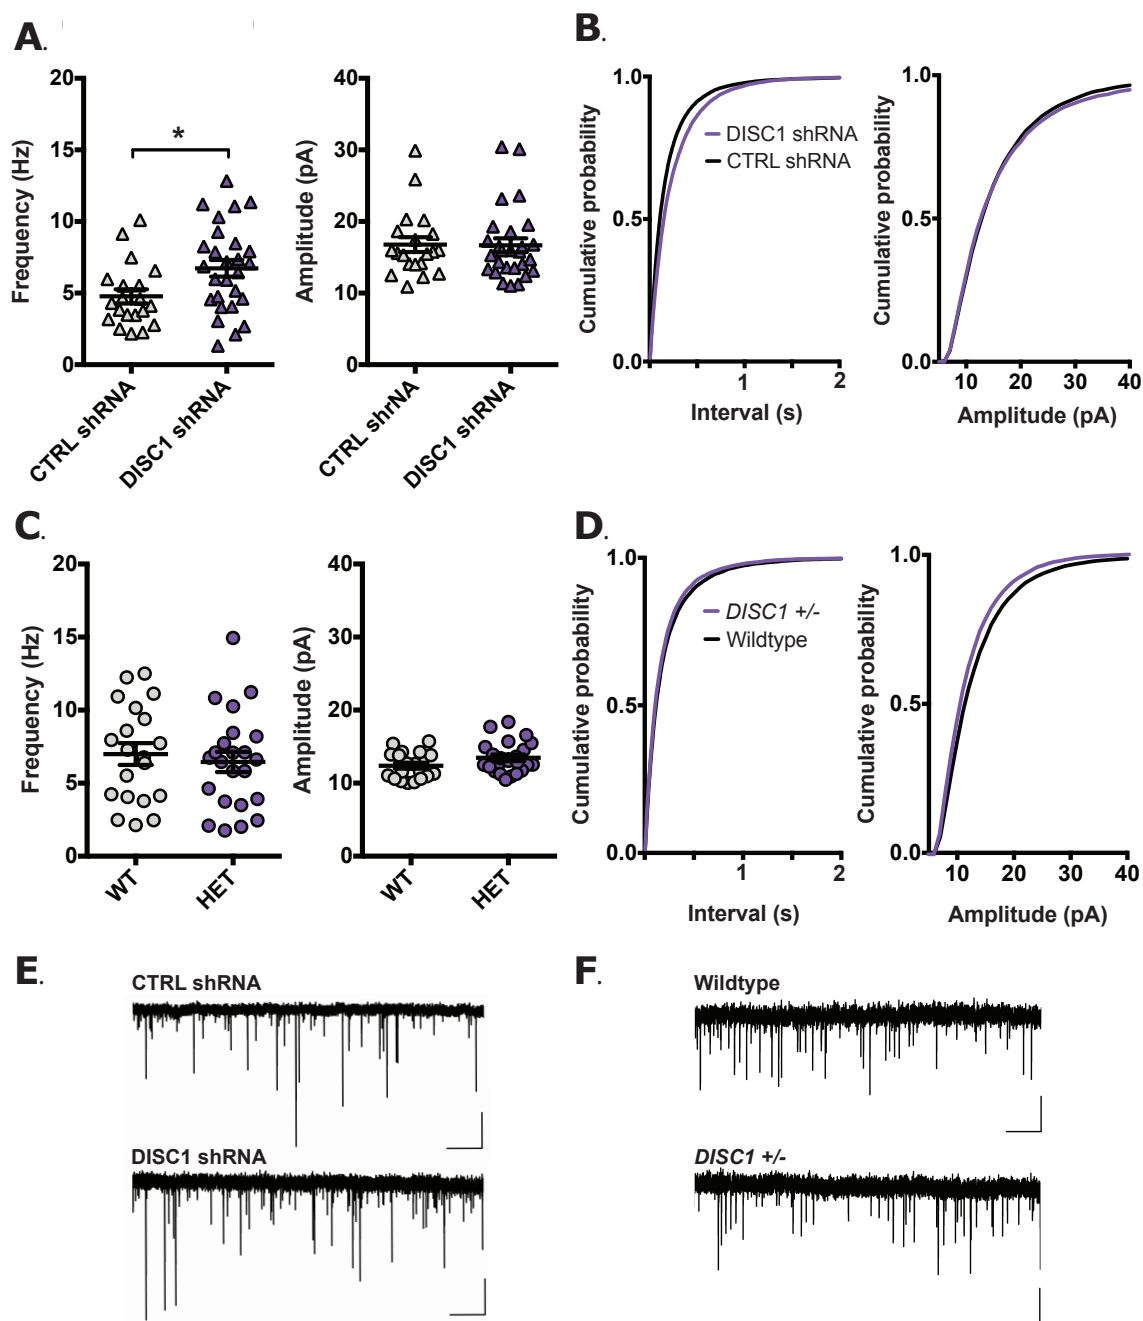 A.
B.
20
15
10
5
0
Frequency (Hz)
*
CTRL shRNA
DISC1 shRNA
40
30
20
10
0
Amplitude (pA)
CTRL shrNA
DISC1 shRNA
1.0
0.5
0.0
Cumulative probability
DISC1 shRNA
CTRL shRNA
1
2
Interval (s)
1.0
0.5
0.0
Cumulative probability
10
20
30
40
Amplitude (pA)
C.
D.
20
15
10
5
0
Frequency (Hz)
WT
HET
40
30
20
10
0
Amplitude (pA)
WT
HET
1.0
0.5
0.0
Cumulative probability
DISC1 +/-
Wildtype
1
2
Interval (s)
1.0
0.5
0.0
Cumulative probability
10
20
30
40
Amplitude (pA)
E.
CTRL shRNA
DISC1 shRNA
F.
Wildtype
DISC1 +/-